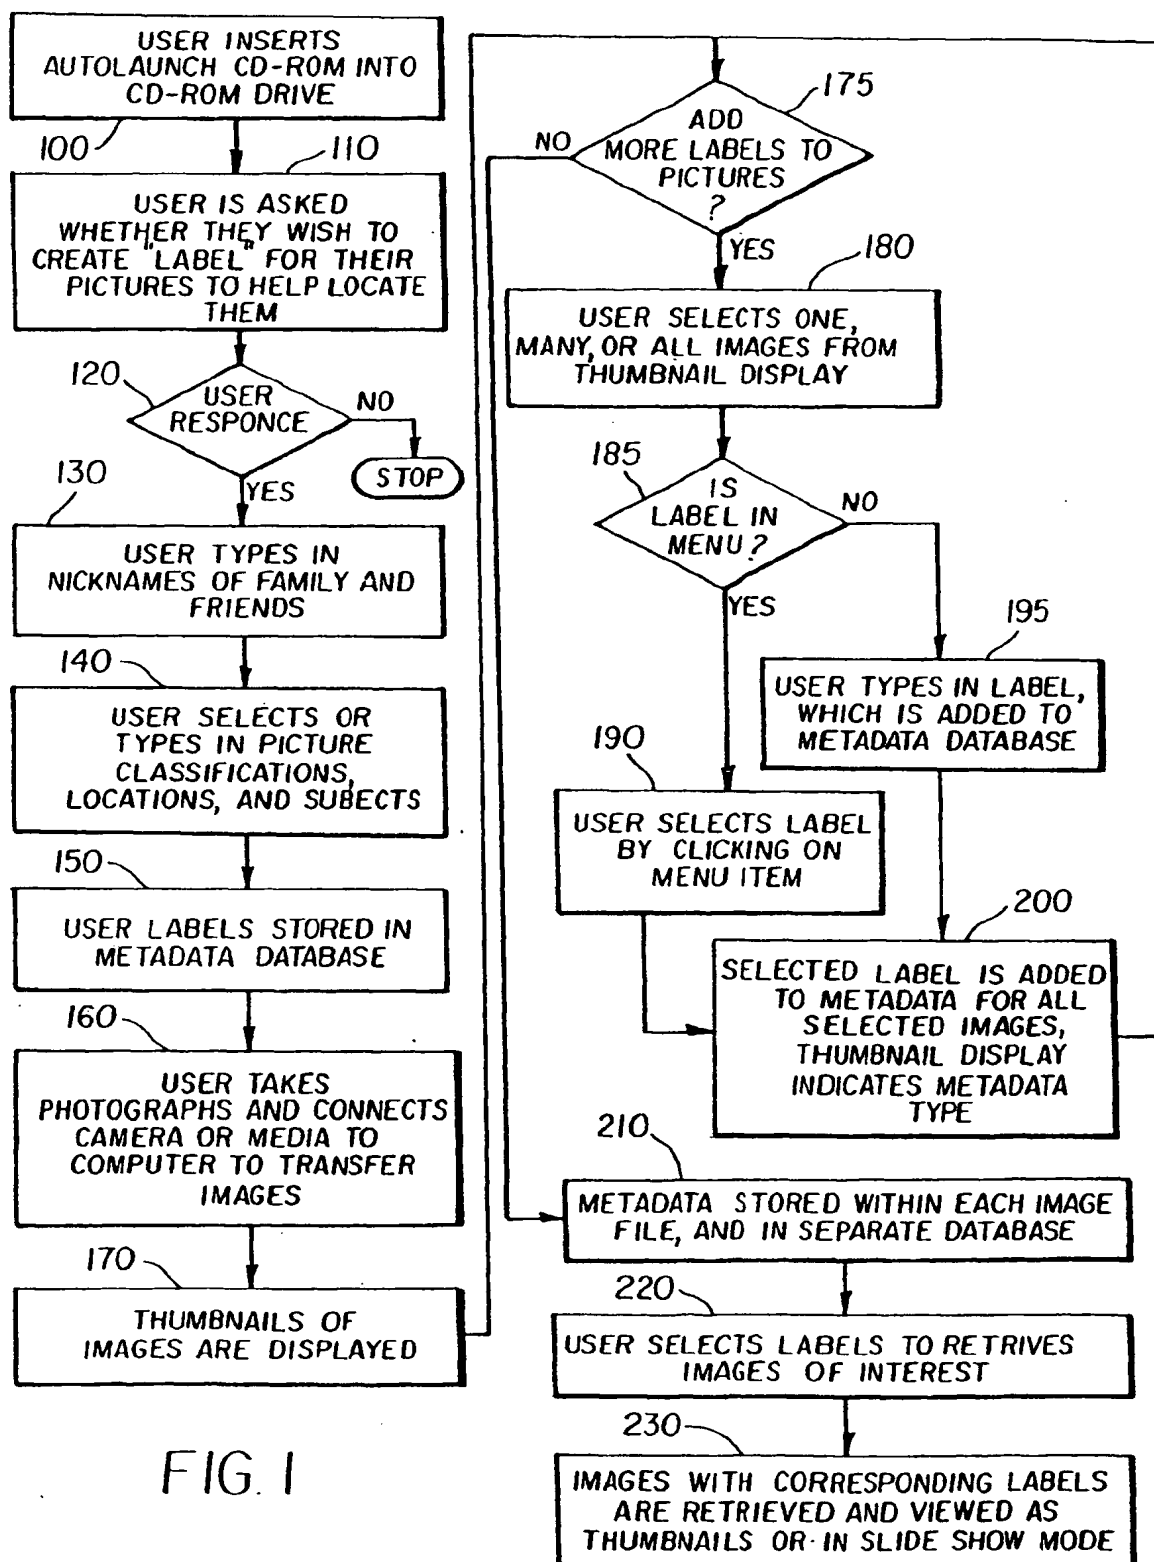 USER INSERTS
AUTOLAUNCH CD-ROM INTO
CD-ROM DRIVE
100
110
USER IS ASKED
WHETHER THEY WISH TO
CREATE "LABEL" FOR THEIR
PICTURES TO HELP LOCATE
THEM
120
USER
RESPONCE
NO
STOP
YES
130
USER TYPES IN
NICKNAMES OF FAMILY AND
FRIENDS
140
USER SELECTS OR
TYPES IN PICTURE
CLASSIFICATIONS,
LOCATIONS, AND SUBECTS
150
USER LABELS STORED IN
METADATA DATABASE
160
USER TAKES
PHOTOGRAPHS AND CONNECTS
CAMERA OR MEDIA TO
COMPUTER TO TRANSFER
IMAGES
170
THUMBNAILS OF
IMAGES ARE DISPLAYED
175
ADD
MORE LABELS TO
PICTURES
?
NO
YES
180
USER SELECTS ONE,
MANY, OR ALL IMAGES FROM
THUMBNAIL DISPLAY
185
IS
LABEL IN
MENU?
NO
YES
195
USER TYPES IN LABEL,
WHICH IS ADDED TO
METADATA DATABASE
190
USER SELECTS LABEL
BY CLICKING ON
MENU ITEM
200
SELECTED LABEL IS ADDED
TO METADATA FOR ALL
SELECTED IMAGES,
THUMBNAIL DISPLAY
INDICATES METADATA
TYPE
210
METADATA STORED WITHIN EACH IMAGE
FILE, AND IN SEPARATE DATABASE
220
USER SELECTS LABELS TO RETRIVES
IMAGES OF INTEREST
230
IMAGES WITH CORRESPONDING LABELS
ARE RETRIEVED AND VIEWED AS
THUMBNAILS OR IN SLIDE SHOW MODE
FIG. 1